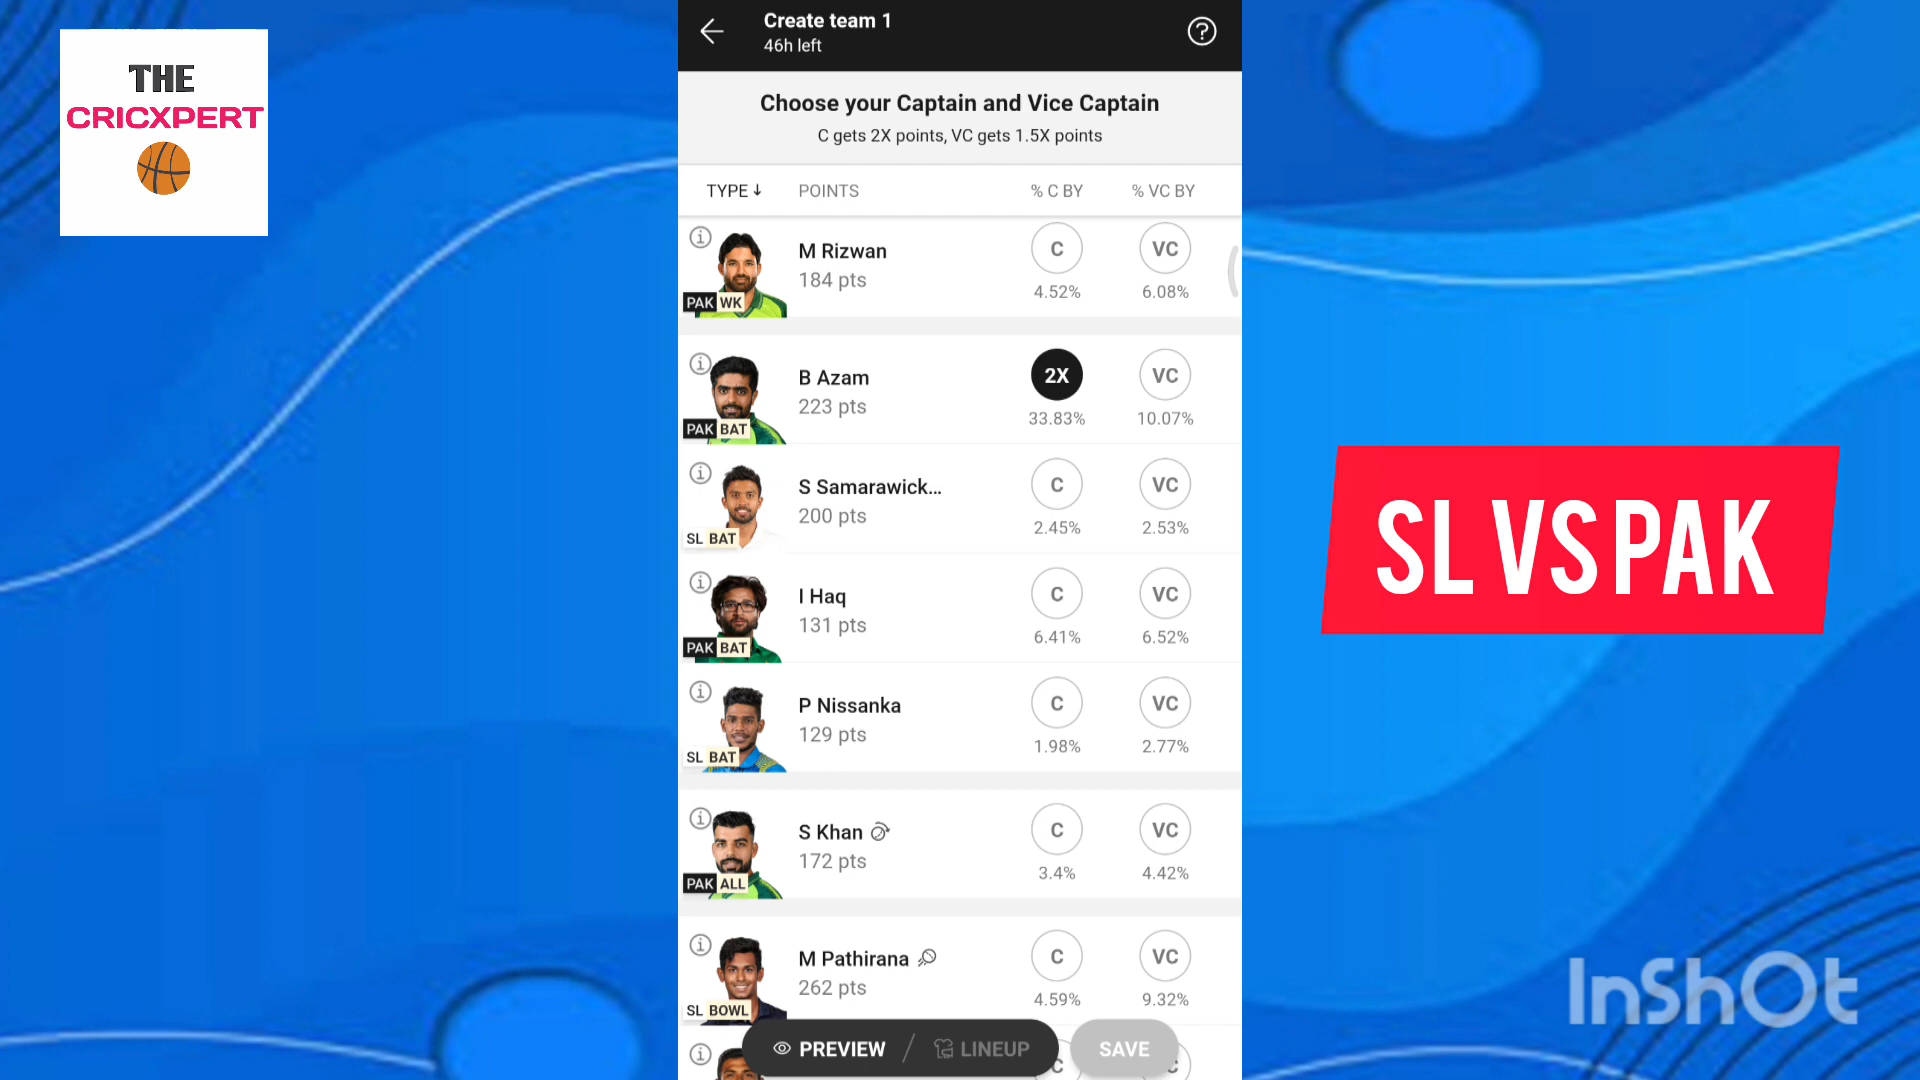 THE
CRICXPERT
Create team 1
46h left
?
Choose your Captain and Vice Captain
C gets 2X points, VC gets 1.5X points
TYPE ↓ POINTS % C BY % VC BY
i
M Rizwan
184 pts
PAK WK
C VC
4.52% 6.08%
i
B Azam
223 pts
PAK BAT
2X VC
33.83% 10.07%
i
S Samarawick...
200 pts
SL BAT
C VC
2.45% 2.53%
i
I Haq
131 pts
PAK BAT
C VC
6.41% 6.52%
i
P Nissanka
129 pts
SL BAT
C VC
1.98% 2.77%
i
S Khan
172 pts
PAK ALL
C VC
3.4% 4.42%
i
M Pathirana
262 pts
SL BOWL
C VC
4.59% 9.32%
i
PREVIEW / LINEUP SAVE
SL VS PAK
InShOt